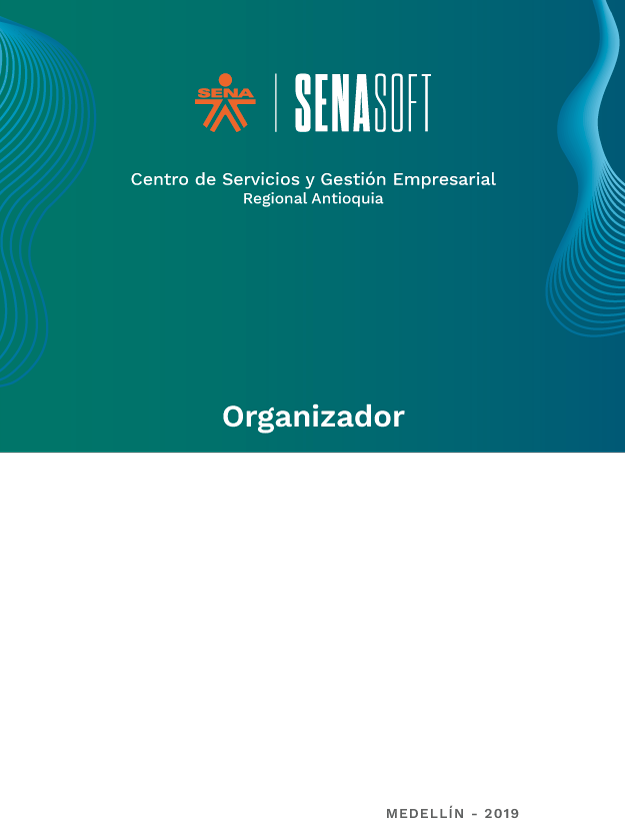 SENA
SENASOFT
Centro de Servicios y Gestión Empresarial
Regional Antioquia
Organizador
MEDELLÍN - 2019